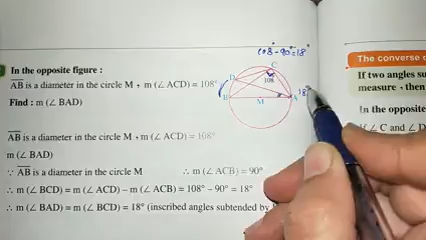 108 - 90° = 18°
In the opposite figure :
AB is a diameter in the circle M , m (∠ ACD) = 108°
Find : m (∠ BAD)
D
C
108
B
M
A
18°
AB is a diameter in the circle M , m (∠ ACD) = 108°
m (∠ BAD)
∵ AB is a diameter in the circle M ∴ m (∠ ACB) = 90°
∴ m (∠ BCD) = m (∠ ACD) – m (∠ ACB) = 108° – 90° = 18°
∴ m (∠ BAD) = m (∠ BCD) = 18° (inscribed angles subtended by
The converse
If two angles su
measure , then
In the opposite
If ∠ C and ∠ D